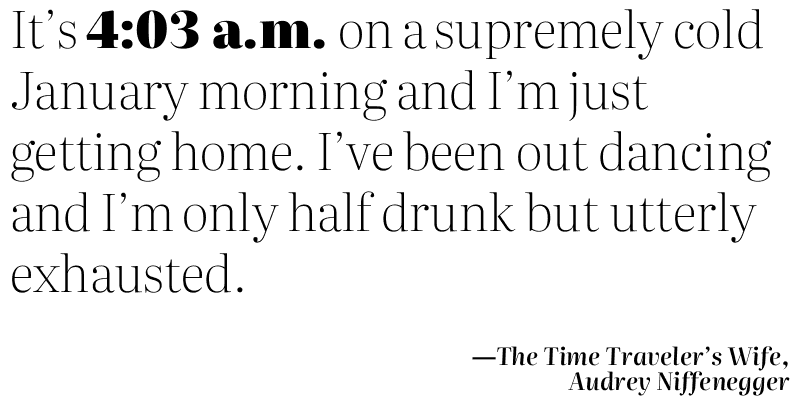 It’s 4:03 a.m. on a supremely cold
January morning and I’m just
getting home. I’ve been out dancing
and I’m only half drunk but utterly
exhausted.
—The Time Traveler’s Wife,
Audrey Niffenegger